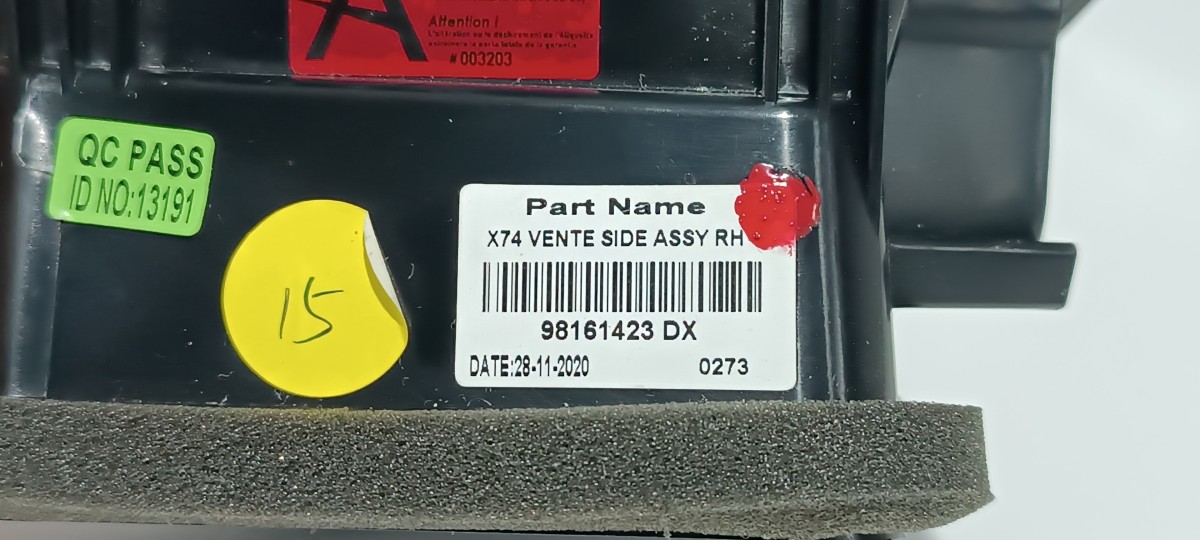 A
Attention !
# 003203
QC PASS
ID NO:13191
15
Part Name
X74 VENTE SIDE ASSY RH
98161423 DX
DATE:28-11-2020 0273